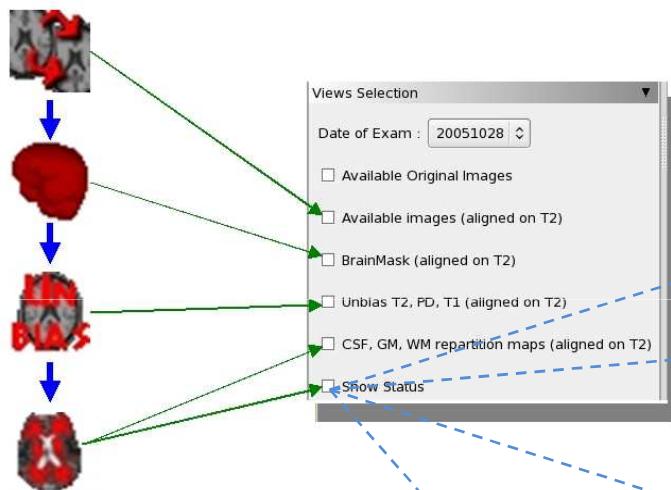 Views Selection
Date of Exam : 20051028
Available Original Images
Available images (aligned on T2)
BrainMask (aligned on T2)
UN
BIAS
Unbias T2, PD, T1 (aligned on T2)
CSF, GM, WM repartition maps (aligned on T2)
Show Status